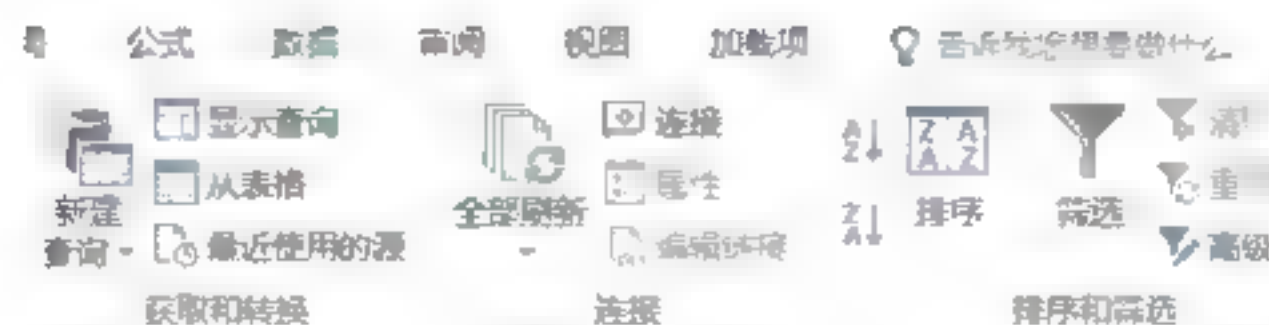 公式 数据 审阅 视图 加载项 告诉我您想要做什么
显示查询 连接
从表格 属性
新建 全部刷新 排序 筛选 重
查询 最近使用的源 编辑链接 高级
获取和转换 连接 排序和筛选